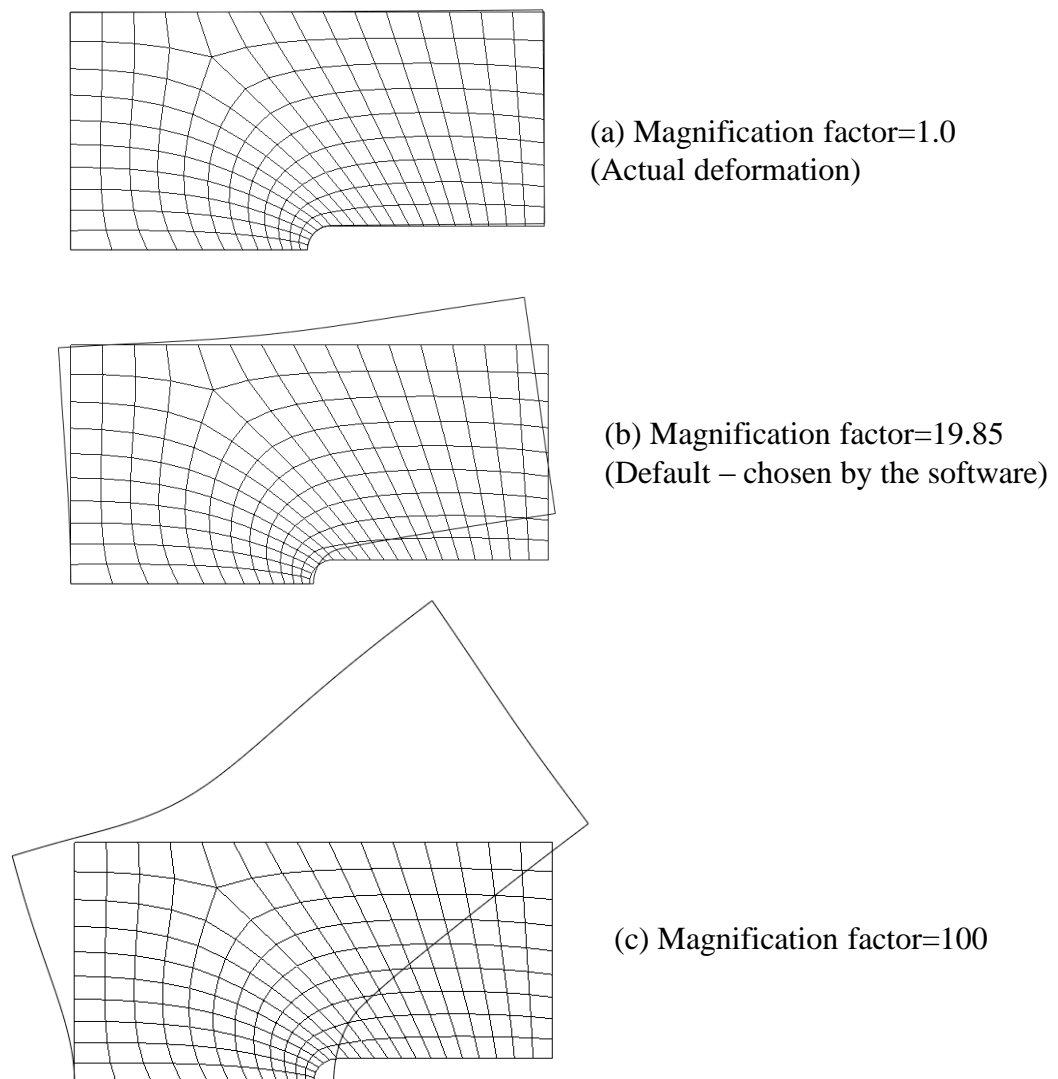 (a) Magnification factor=1.0
(Actual deformation)
(b) Magnification factor=19.85
(Default – chosen by the software)
(c) Magnification factor=100